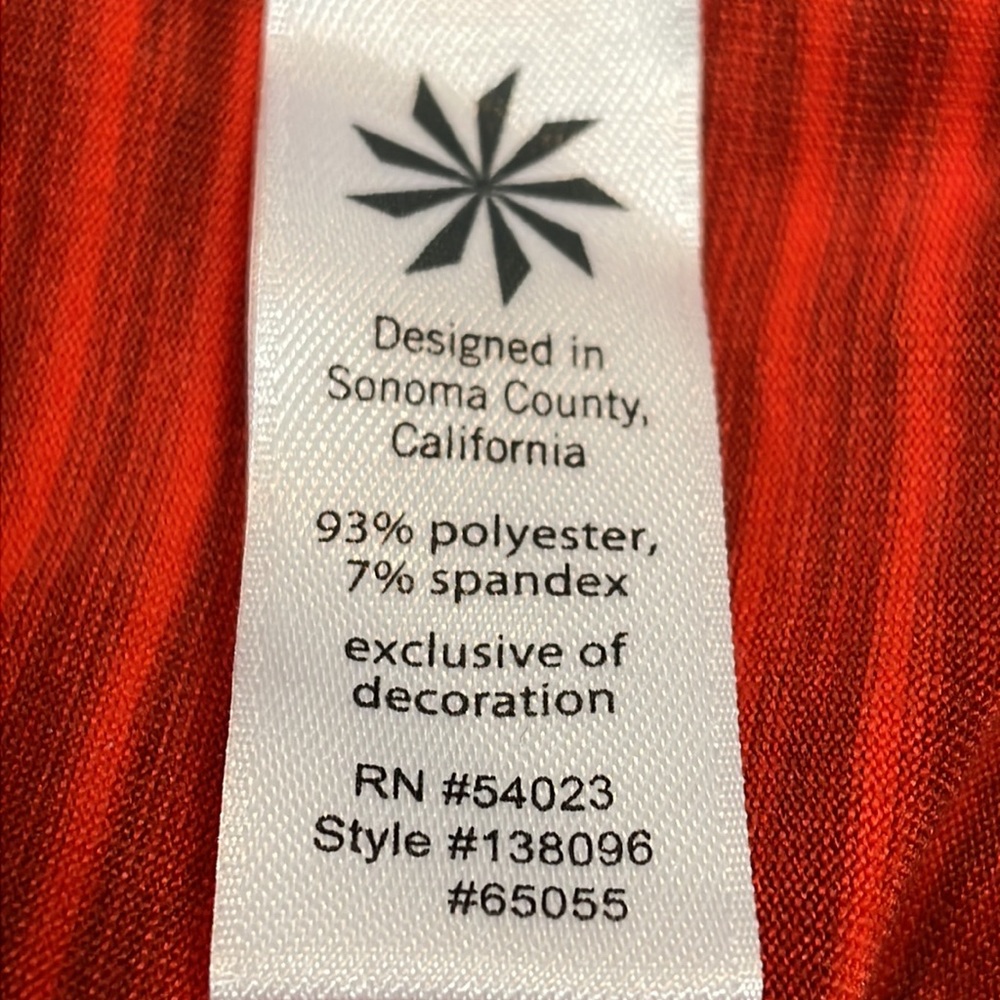 Designed in
Sonoma County,
California
93% polyester,
7% spandex
exclusive of
decoration
RN #54023
Style #138096
#65055